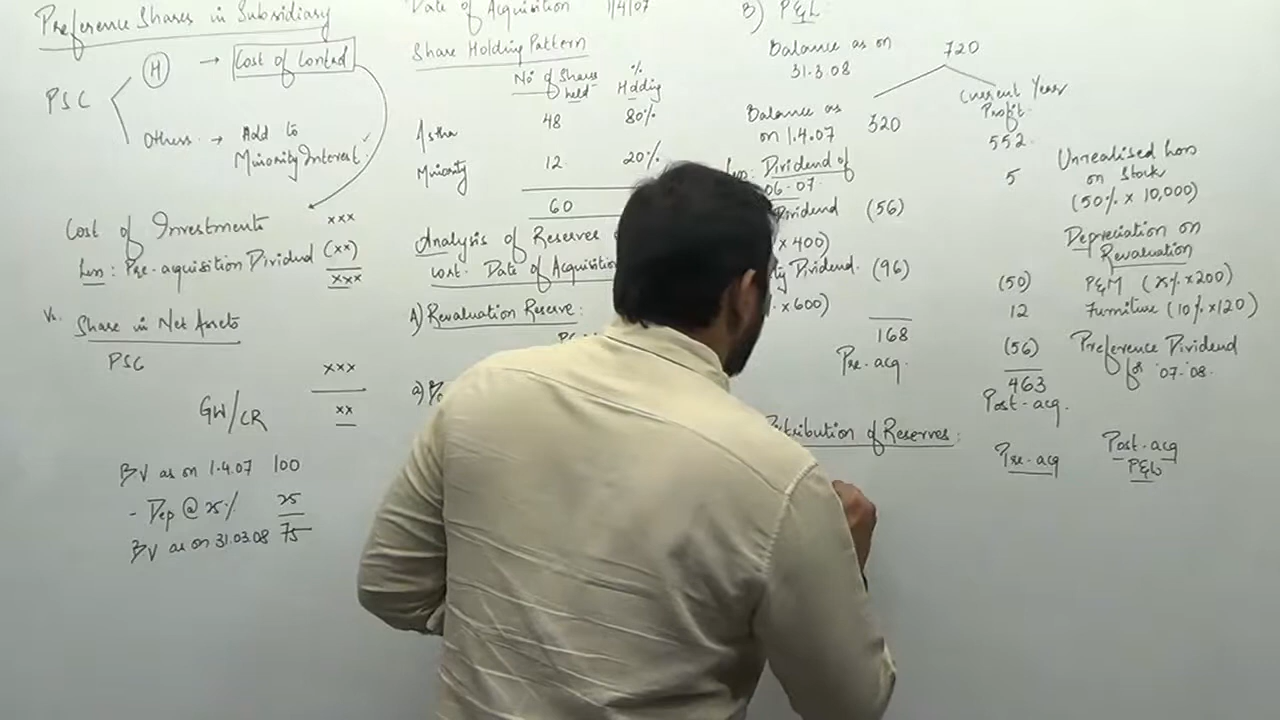 Preference Shares in Subsidiary
PSC
H → Cost of Control
Others → Add to
Minority Interest
Cost of Investments xxx
Less: Pre-aquisition Dividend (xx)
xxx
Vs.
Share in Net Assets
PSC
xxx
GW/CR xx
BV as on 1.4.07 100
- Dep @ 25% 25
BV as on 31.03.08 75
Date of Acquisition 1/4/07
Share Holding Pattern
No of Shares held % Holding
Astha 48 80%
Minority 12 20%
60
Analysis of Reserves
Date of Acquisition
A) Revaluation Reserve:
a)
B) P&L:
Balance as on 31.3.08 720
Balance as on 1.4.07 320
Current Year Profit 552
Dividend of
06-07
Dividend (56)
x 400)
Dividend. (96)
x 600)
168
Pre-acq.
5 Unrealised Loss on Stock
(50% x 10,000)
Depreciation on Revaluation
(50) P&M (25% x 200)
12 Furniture (10% x 120)
(56) Preference Dividend for '07-'08.
463
Post-acq.
of Reserves:
Pre-acq Post-acq
P&L